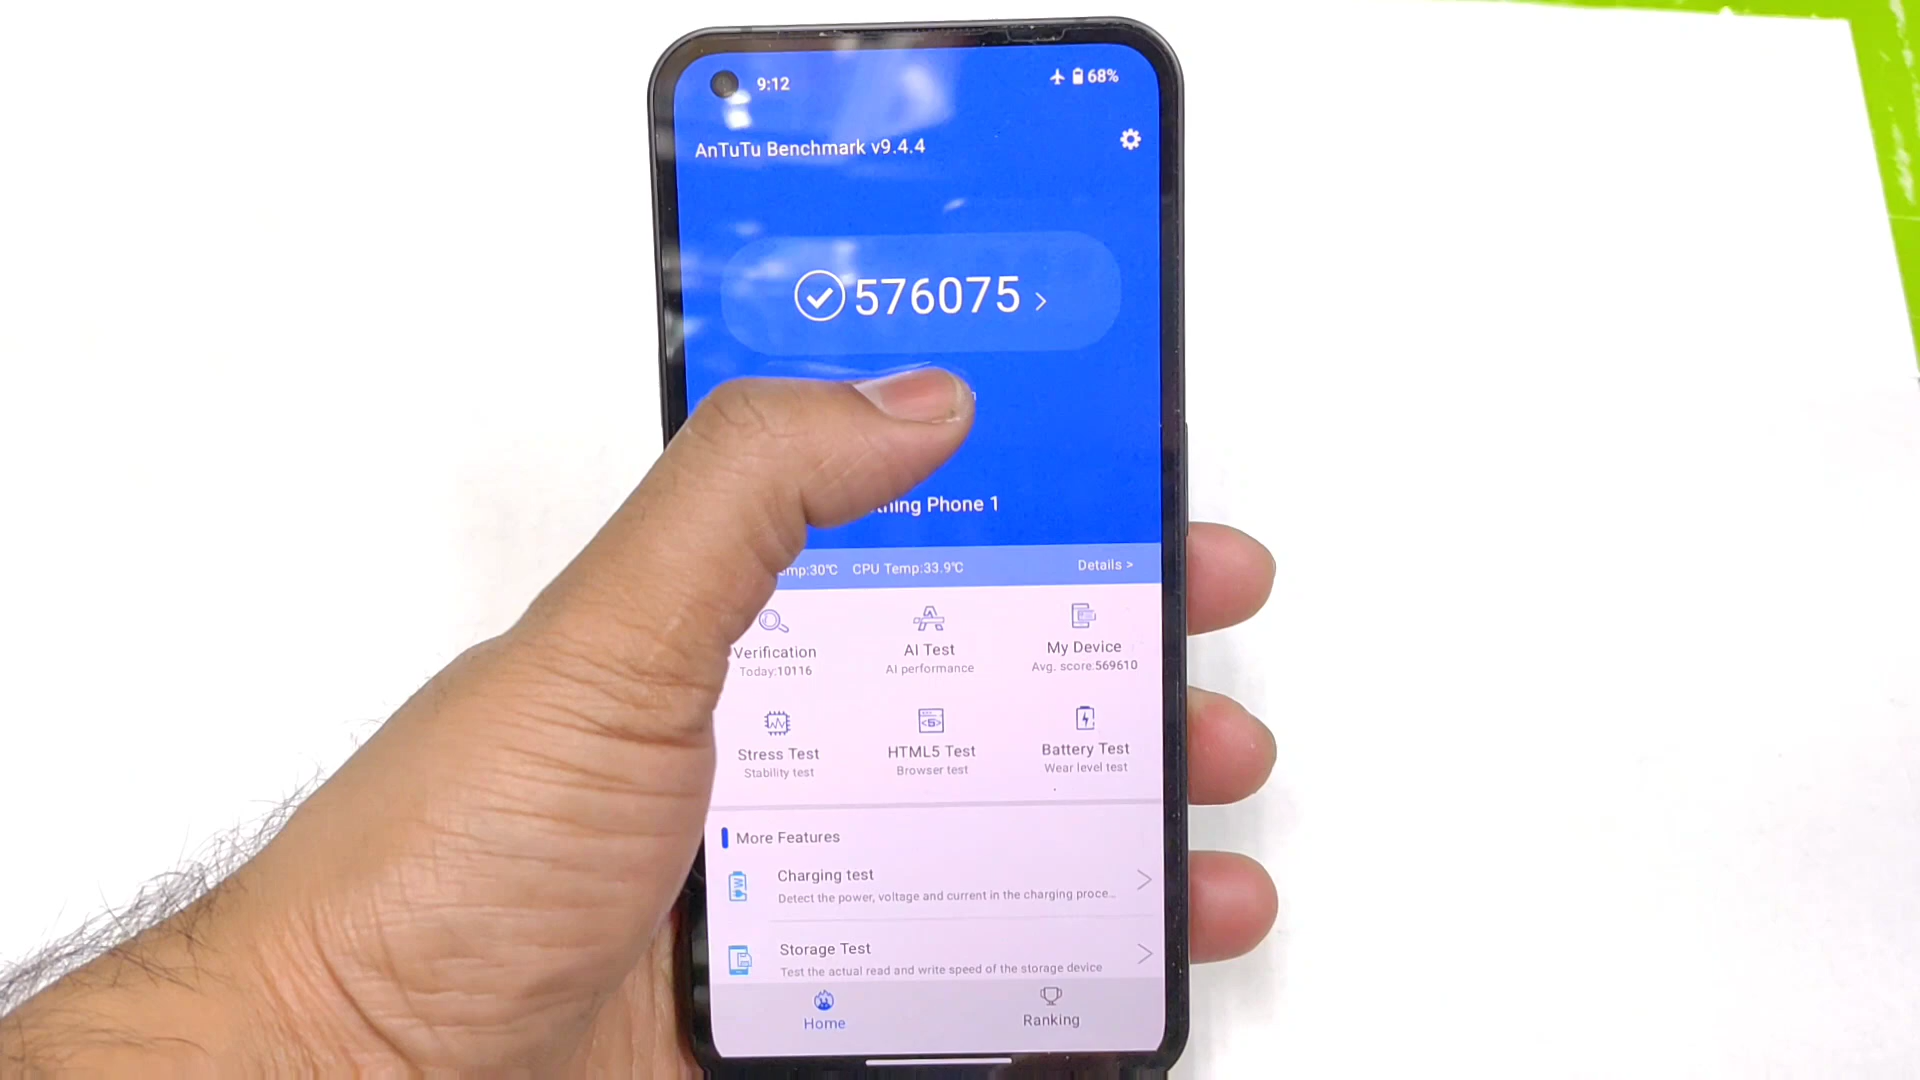 9:12
68%
AnTuTu Benchmark v9.4.4
576075
Phone 1
CPU Temp:33.9℃
Details >
Verification
Today:10116
AI Test
AI performance
My Device
Avg. score:569610
Stress Test
Stability test
HTML5 Test
Browser test
Battery Test
Wear level test
More Features
Charging test
Detect the power, voltage and current in the charging proce...
Storage Test
Test the actual read and write speed of the storage device
Home
Ranking